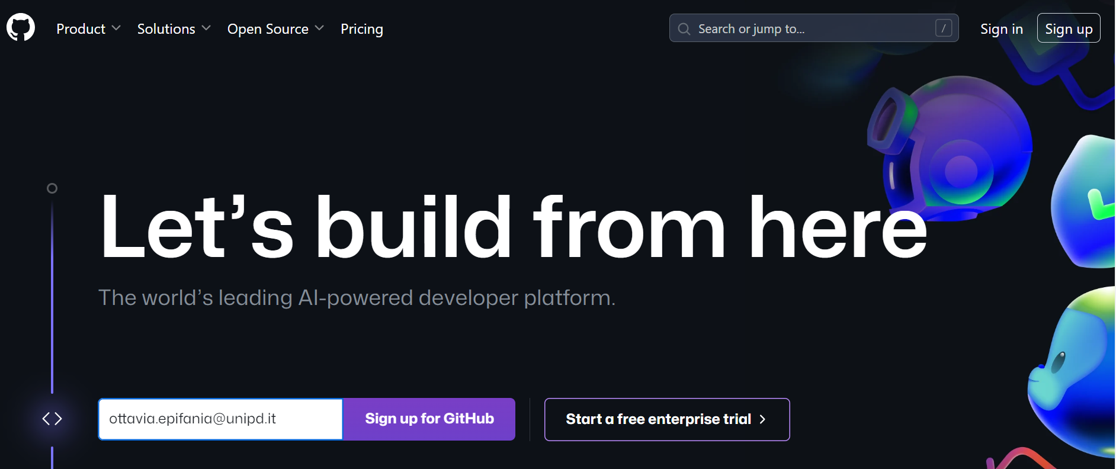 Product Solutions Open Source Pricing Search or jump to... / Sign in Sign up
Let’s build from here
The world’s leading AI-powered developer platform.
ottavia.epifania@unipd.it Sign up for GitHub Start a free enterprise trial